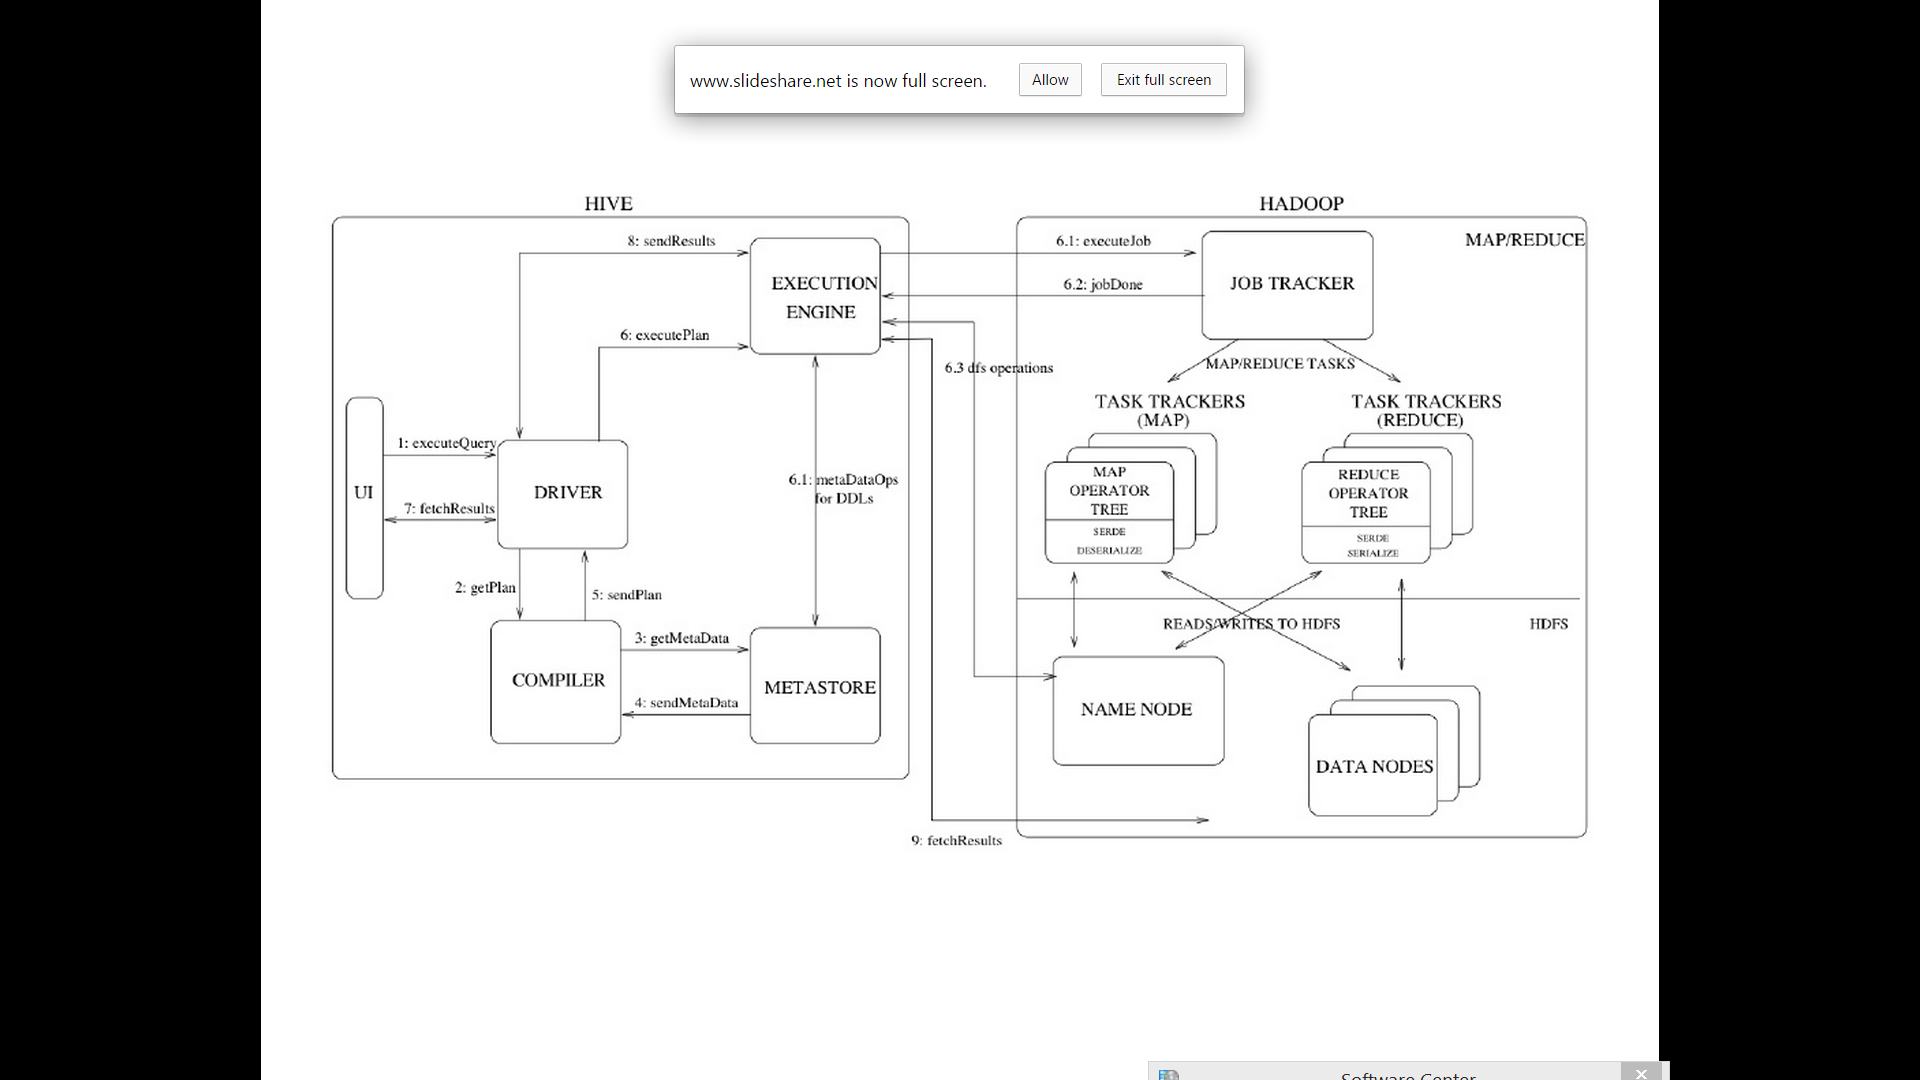 www.slideshare.net is now full screen.
Allow
Exit full screen
HIVE
HADOOP
8: sendResults
6.1: executeJob
MAP/REDUCE
EXECUTION
ENGINE
6.2: jobDone
JOB TRACKER
6: executePlan
6.3 dfs operations
MAP/REDUCE TASKS
TASK TRACKERS
(MAP)
TASK TRACKERS
(REDUCE)
1: executeQuery
UI
DRIVER
7: fetchResults
6.1: metaDataOps
for DDLs
MAP
OPERATOR
TREE
SERDE
DESERIALIZE
REDUCE
OPERATOR
TREE
SERDE
SERIALIZE
2: getPlan
5: sendPlan
READS/WRITES TO HDFS
HDFS
3: getMetaData
COMPILER
METASTORE
4: sendMetaData
NAME NODE
DATA NODES
9: fetchResults
Software Center